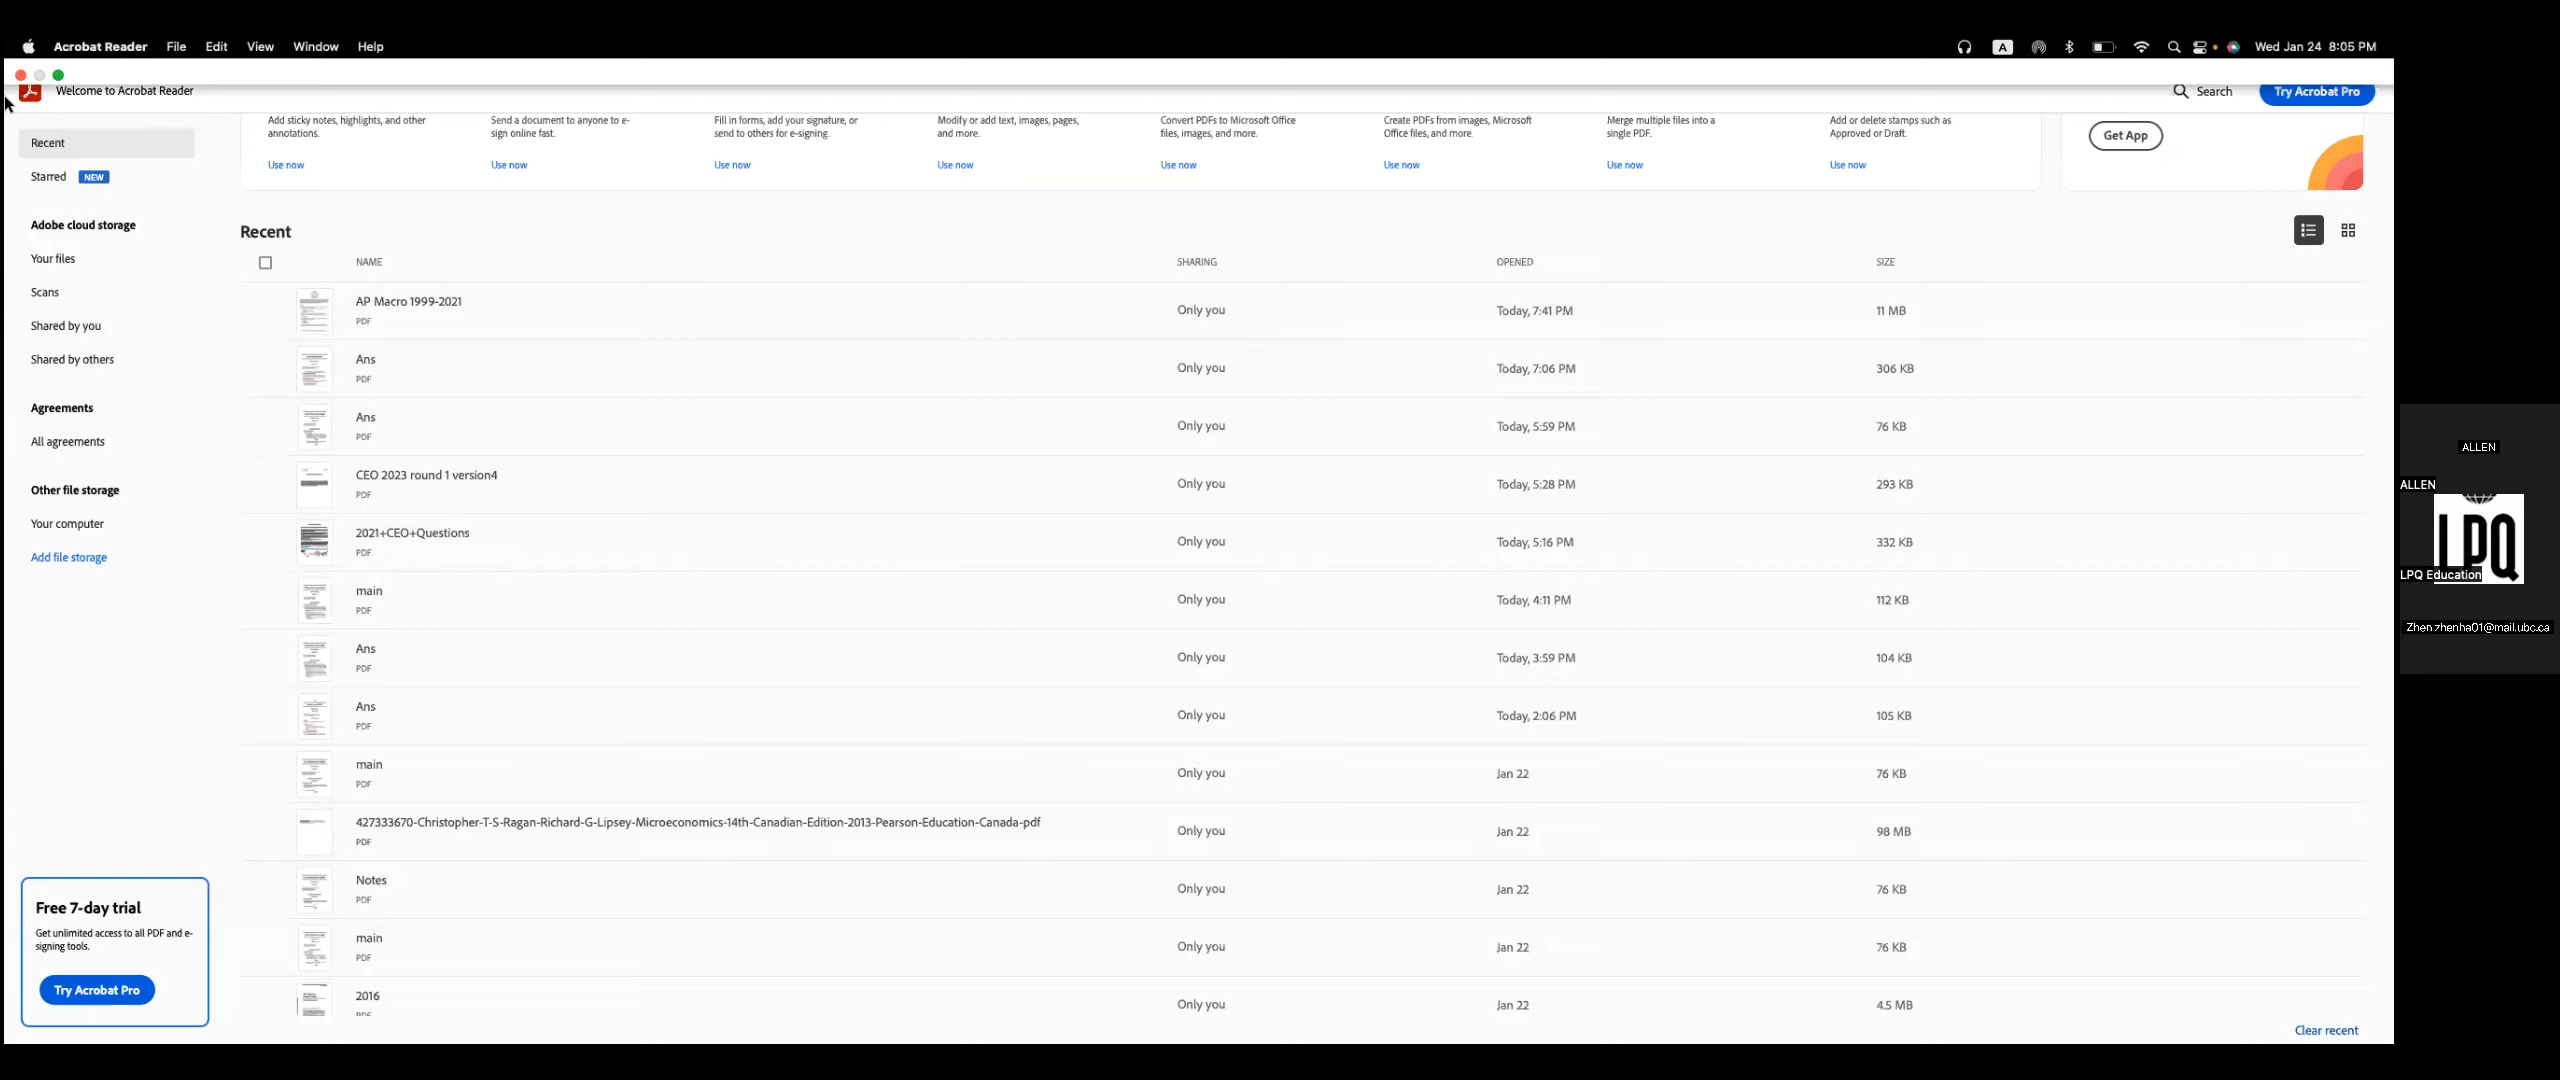 Acrobat Reader File Edit View Window Help
A Wed Jan 24 8:05 PM
Welcome to Acrobat Reader
Search
Try Acrobat Pro
Recent
Starred NEW
Adobe cloud storage
Your files
Scans
Shared by you
Shared by others
Agreements
All agreements
Other file storage
Your computer
Add file storage
Free 7-day trial
Get unlimited access to all PDF and e-
signing tools.
Try Acrobat Pro
Add sticky notes, highlights, and other
annotations.
Use now
Send a document to anyone to e-
sign online fast.
Use now
Fill in forms, add your signature, or
send to others for e-signing.
Use now
Modify or add text, images, pages,
and more.
Use now
Convert PDFs to Microsoft Office
files, images, and more.
Use now
Create PDFs from images, Microsoft
Office files, and more.
Use now
Merge multiple files into a
single PDF.
Use now
Add or delete stamps such as
Approved or Draft.
Use now
Get App
Recent
NAME SHARING OPENED SIZE
AP Macro 1999-2021 Only you Today, 7:41 PM 11 MB
PDF
Ans Only you Today, 7:06 PM 306 KB
PDF
Ans Only you Today, 5:59 PM 76 KB
PDF
CEO 2023 round 1 version4 Only you Today, 5:28 PM 293 KB
PDF
2021+CEO+Questions Only you Today, 5:16 PM 332 KB
PDF
main Only you Today, 4:11 PM 112 KB
PDF
Ans Only you Today, 3:59 PM 104 KB
PDF
Ans Only you Today, 2:06 PM 105 KB
PDF
main Only you Jan 22 76 KB
PDF
427333670-Christopher-T-S-Ragan-Richard-G-Lipsey-Microeconomics-14th-Canadian-Edition-2013-Pearson-Education-Canada-pdf Only you Jan 22 98 MB
PDF
Notes Only you Jan 22 76 KB
PDF
main Only you Jan 22 76 KB
PDF
2016 Only you Jan 22 4.5 MB
PDF
Clear recent
ALLEN
ALLEN
LPQ
LPQ Education
Zhen zhenha01@mail.ubc.ca